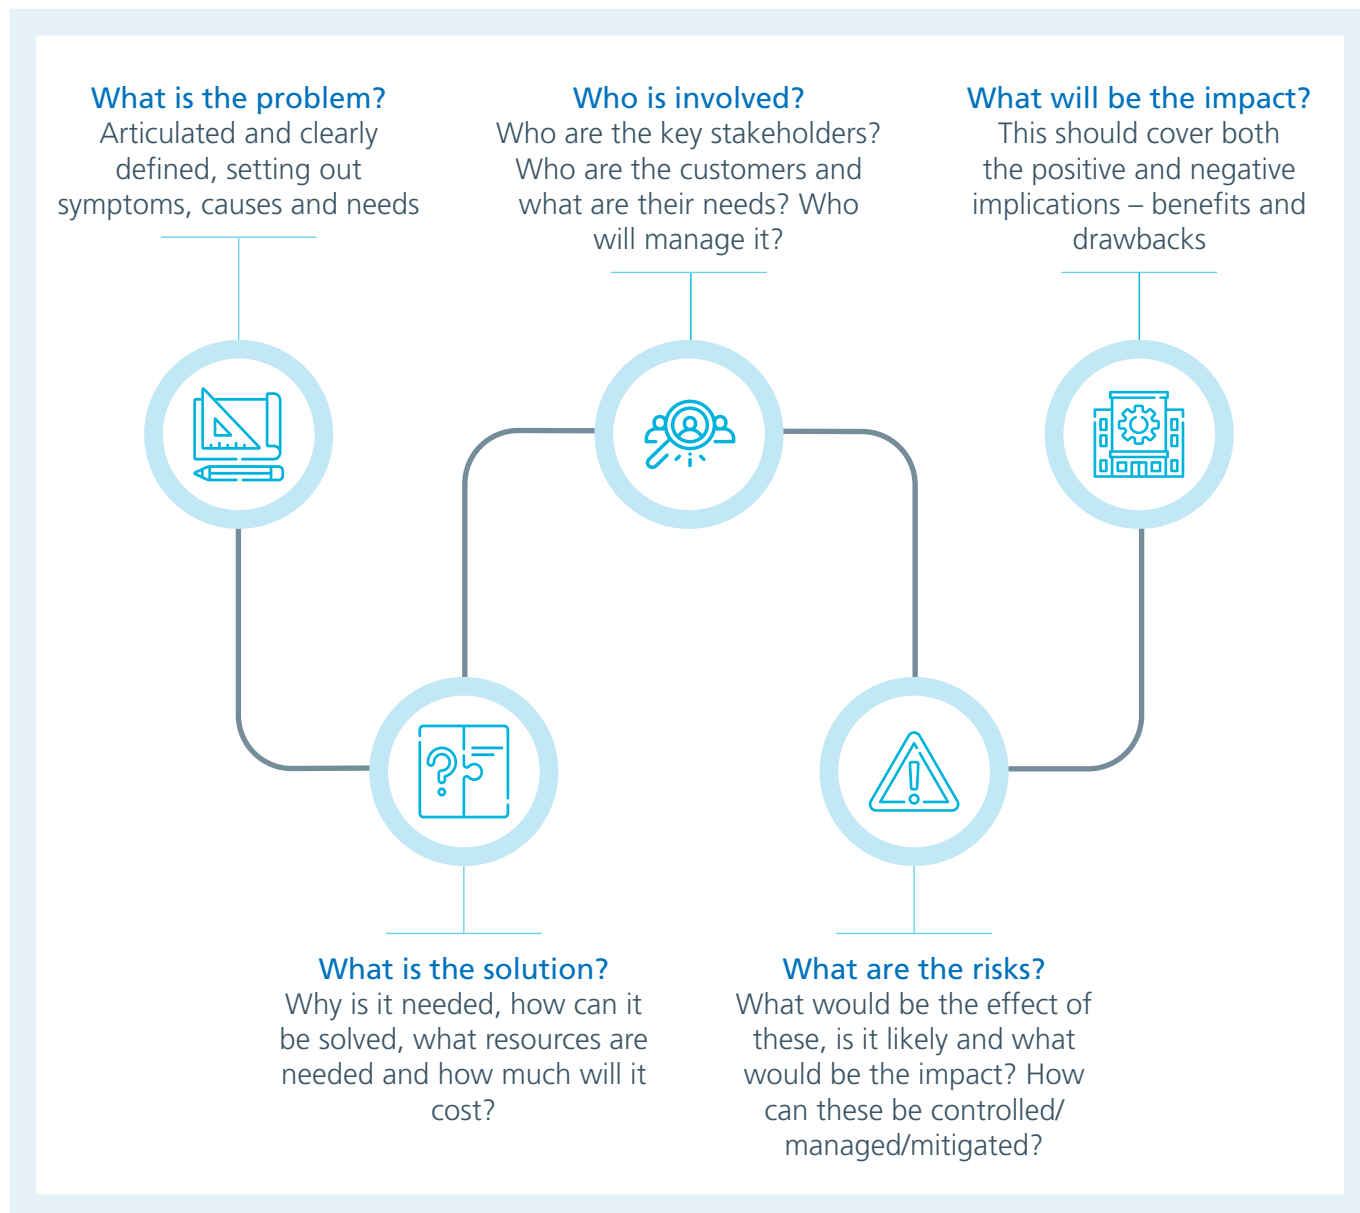 What is the problem?
Articulated and clearly
defined, setting out
symptoms, causes and needs
Who is involved?
Who are the key stakeholders?
Who are the customers and
what are their needs? Who
will manage it?
What will be the impact?
This should cover both
the positive and negative
implications – benefits and
drawbacks
What is the solution?
Why is it needed, how can it
be solved, what resources are
needed and how much will it
cost?
What are the risks?
What would be the effect of
these, is it likely and what
would be the impact? How
can these be controlled/
managed/mitigated?